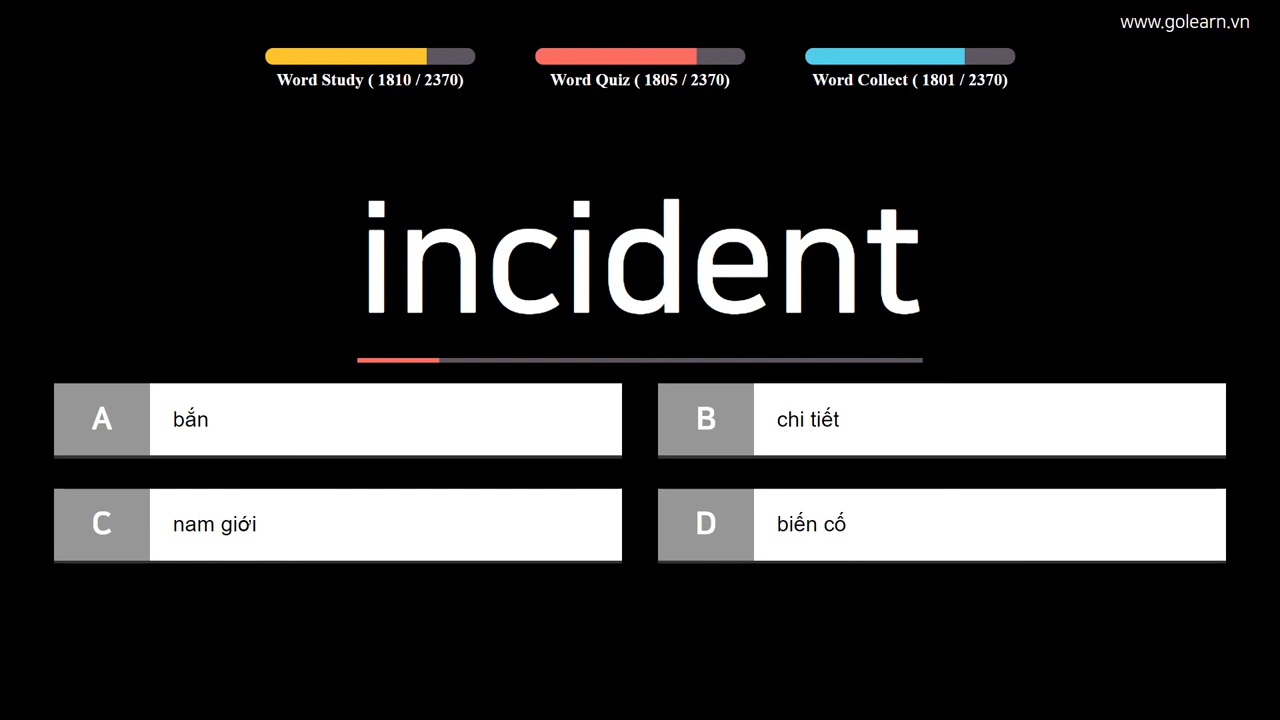 www.golearn.vn
Word Study ( 1810 / 2370)
Word Quiz ( 1805 / 2370)
Word Collect ( 1801 / 2370)
incident
A bắn
B chi tiết
C nam giới
D biến cố